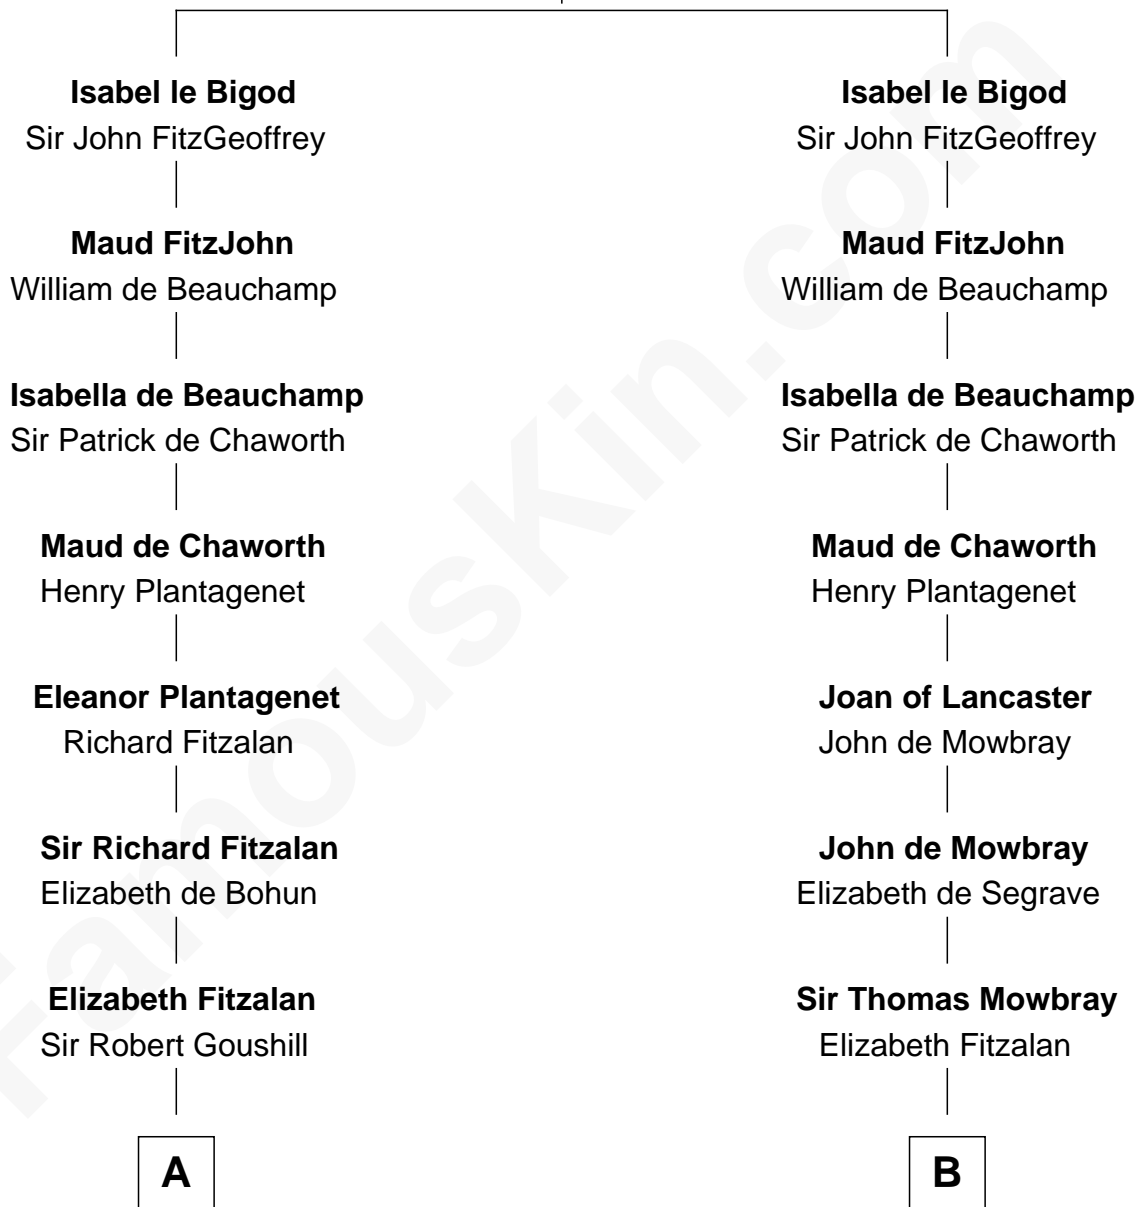 Isabel le Bigod
Sir John FitzGeoffrey
Maud FitzJohn
William de Beauchamp
Isabella de Beauchamp
Sir Patrick de Chaworth
Maud de Chaworth
Henry Plantagenet
Eleanor Plantagenet
Richard Fitzalan
Sir Richard Fitzalan
Elizabeth de Bohun
Elizabeth Fitzalan
Sir Robert Goushill
A
Isabel le Bigod
Sir John FitzGeoffrey
Maud FitzJohn
William de Beauchamp
Isabella de Beauchamp
Sir Patrick de Chaworth
Maud de Chaworth
Henry Plantagenet
Joan of Lancaster
John de Mowbray
John de Mowbray
Elizabeth de Segrave
Sir Thomas Mowbray
Elizabeth Fitzalan
B
FamousKin.com